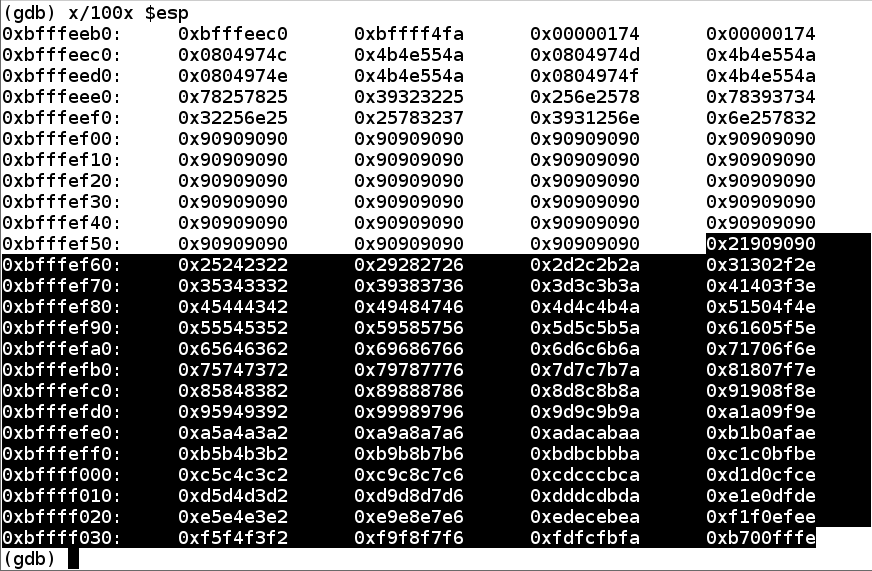 (gdb) x/100x $esp
0xbfffeeb0: 0xbfffeec0 0xbffff4fa 0x00000174 0x00000174
0xbfffeec0: 0x0804974c 0x4b4e554a 0x0804974d 0x4b4e554a
0xbfffeed0: 0x0804974e 0x4b4e554a 0x0804974f 0x4b4e554a
0xbfffeee0: 0x78257825 0x39323225 0x256e2578 0x78393734
0xbfffeef0: 0x32256e25 0x25783237 0x3931256e 0x6e257832
0xbfffef00: 0x90909090 0x90909090 0x90909090 0x90909090
0xbfffef10: 0x90909090 0x90909090 0x90909090 0x90909090
0xbfffef20: 0x90909090 0x90909090 0x90909090 0x90909090
0xbfffef30: 0x90909090 0x90909090 0x90909090 0x90909090
0xbfffef40: 0x90909090 0x90909090 0x90909090 0x90909090
0xbfffef50: 0x90909090 0x90909090 0x90909090 0x21909090
0xbfffef60: 0x25242322 0x29282726 0x2d2c2b2a 0x31302f2e
0xbfffef70: 0x35343332 0x39383736 0x3d3c3b3a 0x41403f3e
0xbfffef80: 0x45444342 0x49484746 0x4d4c4b4a 0x51504f4e
0xbfffef90: 0x55545352 0x59585756 0x5d5c5b5a 0x61605f5e
0xbfffefa0: 0x65646362 0x69686766 0x6d6c6b6a 0x71706f6e
0xbfffefb0: 0x75747372 0x79787776 0x7d7c7b7a 0x81807f7e
0xbfffefc0: 0x85848382 0x89888786 0x8d8c8b8a 0x91908f8e
0xbfffefd0: 0x95949392 0x99989796 0x9d9c9b9a 0xa1a09f9e
0xbfffefe0: 0xa5a4a3a2 0xa9a8a7a6 0xadacabaa 0xb1b0afae
0xbfffeff0: 0xb5b4b3b2 0xb9b8b7b6 0xbdbcbbba 0xc1c0bfbe
0xbffff000: 0xc5c4c3c2 0xc9c8c7c6 0xcdcccbca 0xd1d0cfce
0xbffff010: 0xd5d4d3d2 0xd9d8d7d6 0xdddcdbda 0xe1e0dfde
0xbffff020: 0xe5e4e3e2 0xe9e8e7e6 0xedecebea 0xf1f0efee
0xbffff030: 0xf5f4f3f2 0xf9f8f7f6 0xfdfcfbfa 0xb700fffe
(gdb)